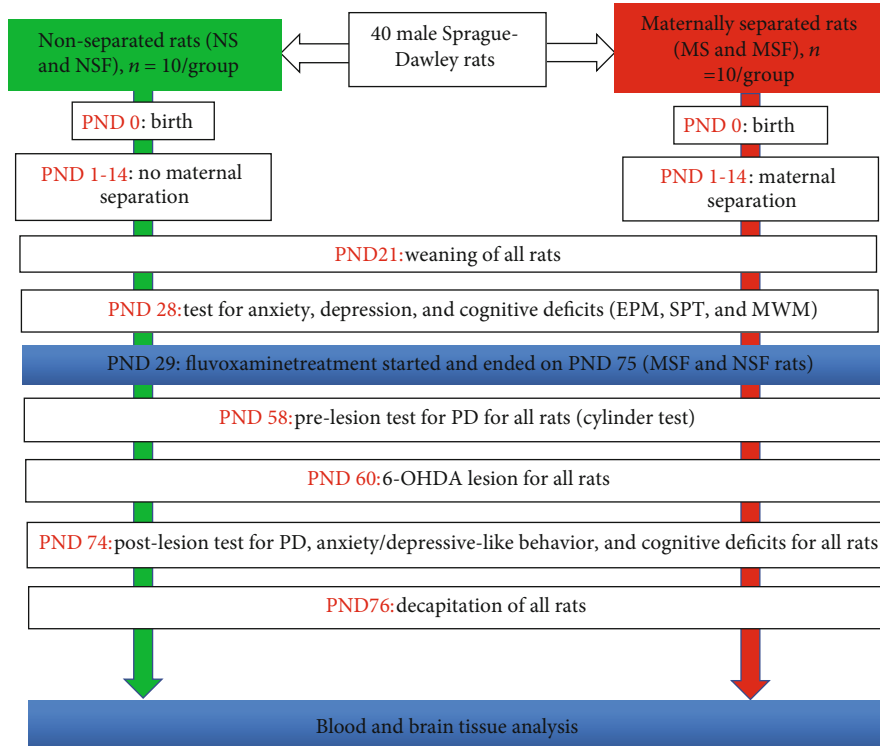 Non-separated rats (NS
and NSF), n = 10/group
40 male Sprague-
Dawley rats
Maternally separated rats
(MS and MSF), n
=10/group
PND 0: birth
PND 0: birth
PND 1-14: no maternal
separation
PND 1-14: maternal
separation
PND21:weaning of all rats
PND 28:test for anxiety, depression, and cognitive deficits (EPM, SPT, and MWM)
PND 29: fluvoxaminetreatment started and ended on PND 75 (MSF and NSF rats)
PND 58:pre-lesion test for PD for all rats (cylinder test)
PND 60:6-OHDA lesion for all rats
PND 74:post-lesion test for PD, anxiety/depressive-like behavior, and cognitive deficits for all rats
PND76:decapitation of all rats
Blood and brain tissue analysis